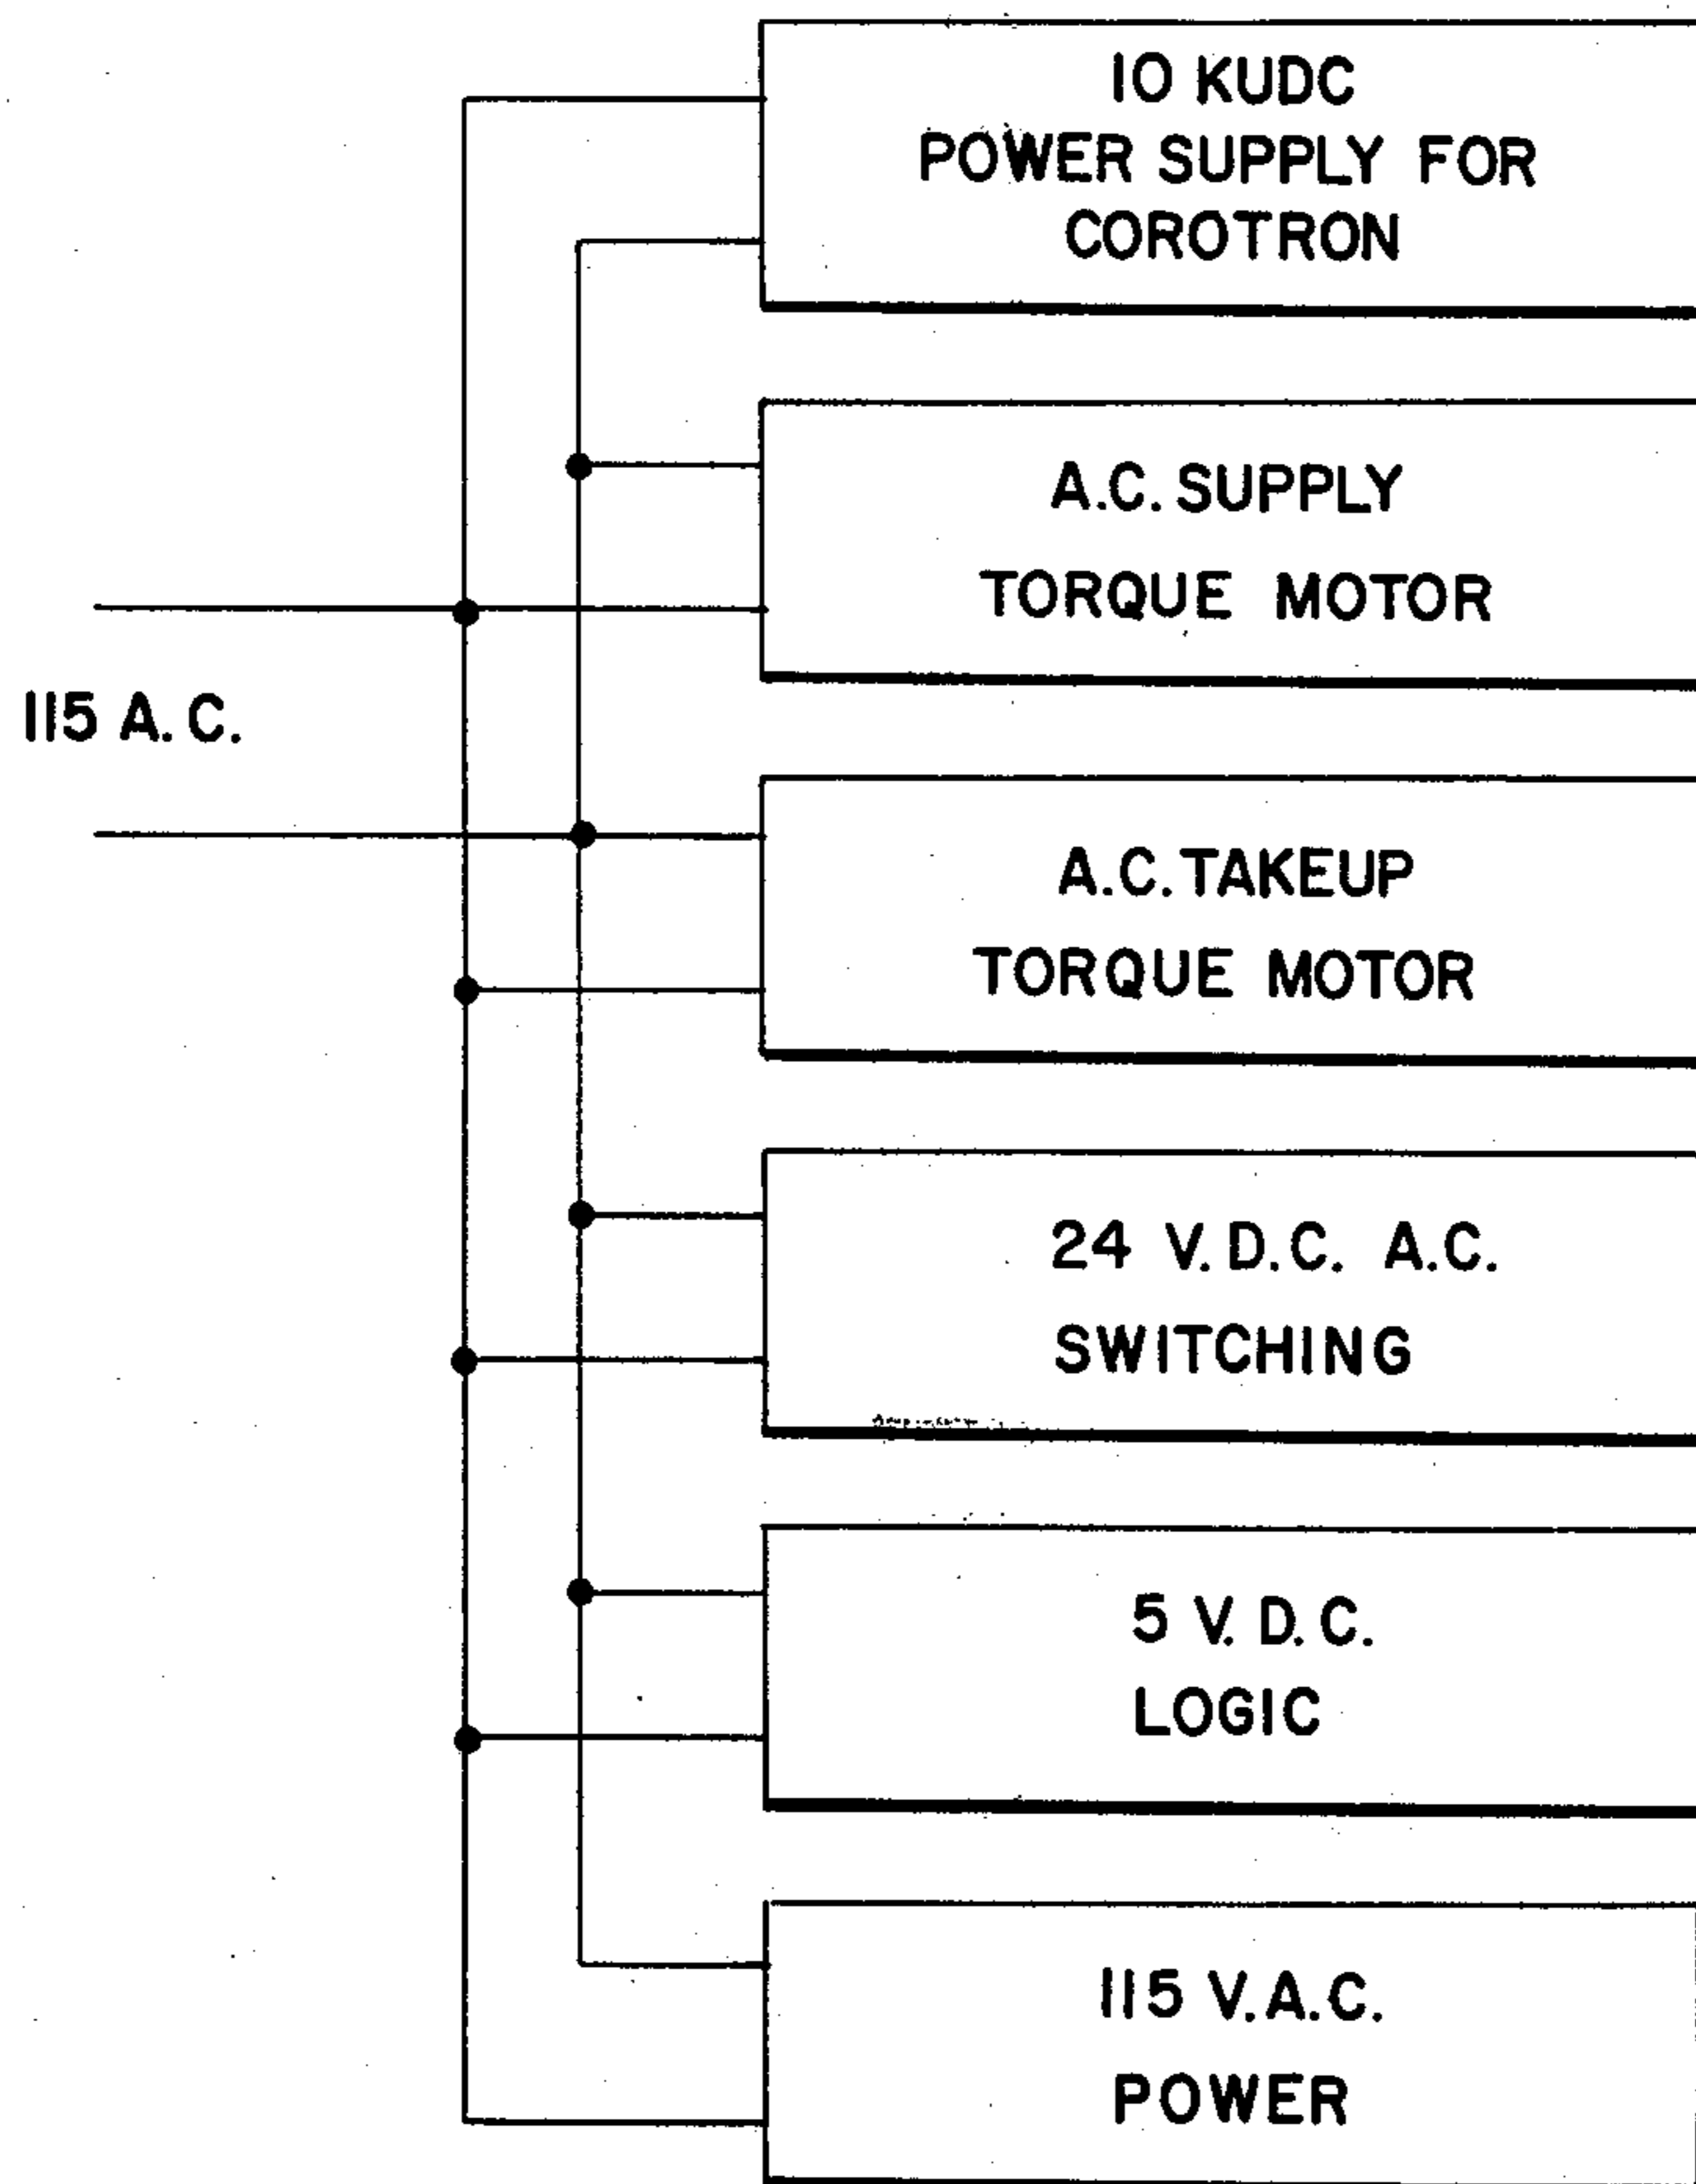 10 KUDC
POWER SUPPLY FOR
COROTRON
A.C. SUPPLY
TORQUE MOTOR
115 A.C.
A.C. TAKEUP
TORQUE MOTOR
24 V.D.C. A.C.
SWITCHING
5 V.D.C.
LOGIC
115 V.A.C.
POWER